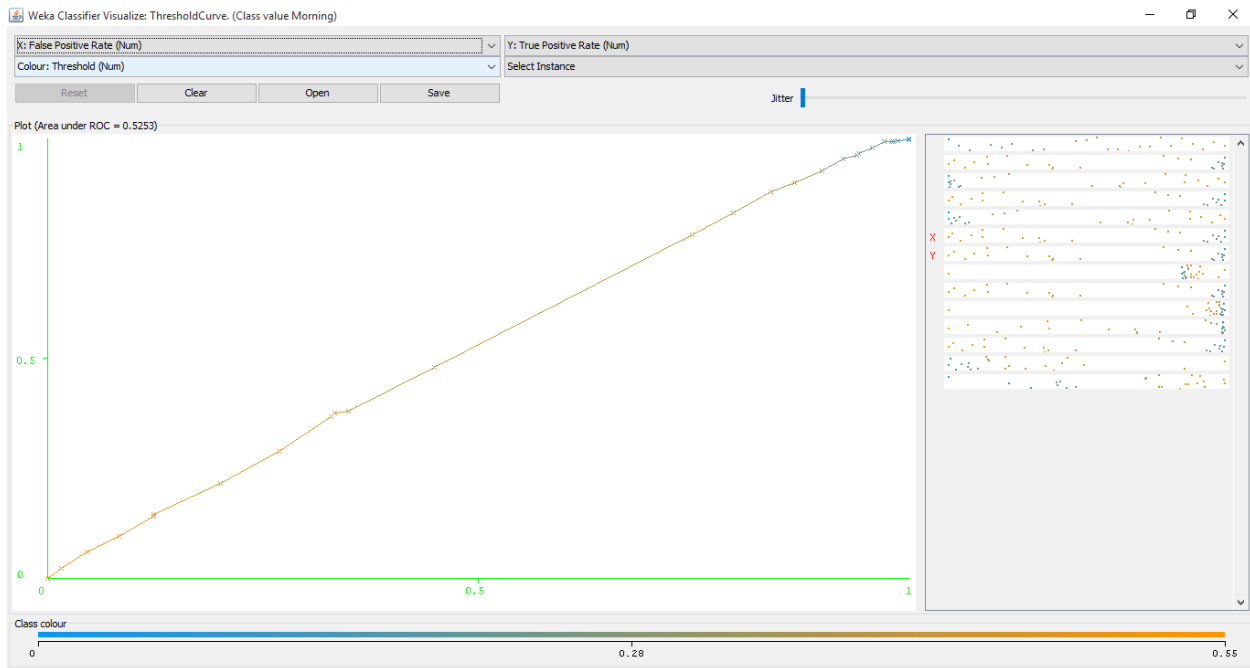 Weka Classifier Visualize: ThresholdCurve. (Class value Morning)
X: False Positive Rate (Num)
Y: True Positive Rate (Num)
Colour: Threshold (Num)
Select Instance
Reset
Clear
Open
Save
Jitter
Plot (Area under ROC = 0.5253)
1
0.5
0
0
0.5
1
X
Y
Class colour
0
0.28
0.55